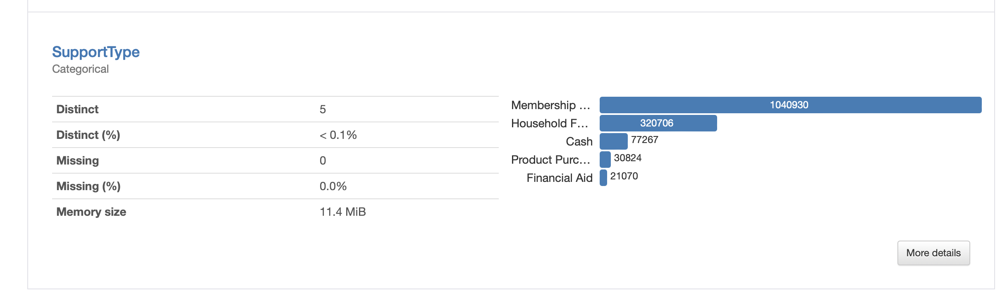 SupportType
Categorical
Distinct 5
Distinct (%) < 0.1%
Missing 0
Missing (%) 0.0%
Memory size 11.4 MiB
Membership ... 1040930
Household F... 320706
Cash 77267
Product Purc... 30824
Financial Aid 21070
More details